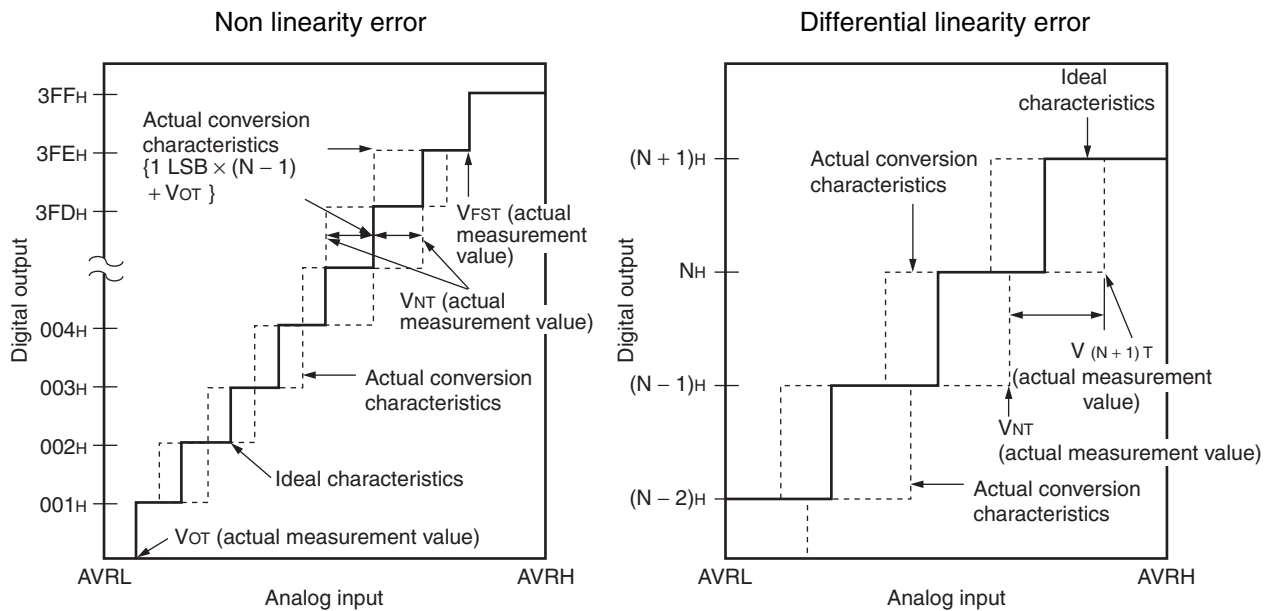 Non linearity error
3FFH
3FEH
3FDH
004H
003H
002H
001H
Digital output
Actual conversion
characteristics
{1 LSB × (N − 1)
+ VOT }
VFST (actual
measurement
value)
VNT (actual
measurement value)
Actual conversion
characteristics
Ideal characteristics
VOT (actual measurement value)
AVRL
AVRH
Analog input
Differential linearity error
(N + 1)H
NH
(N − 1)H
(N − 2)H
Digital output
Ideal
characteristics
Actual conversion
characteristics
V (N + 1) T
(actual measurement
value)
VNT
(actual measurement value)
Actual conversion
characteristics
AVRL
AVRH
Analog input